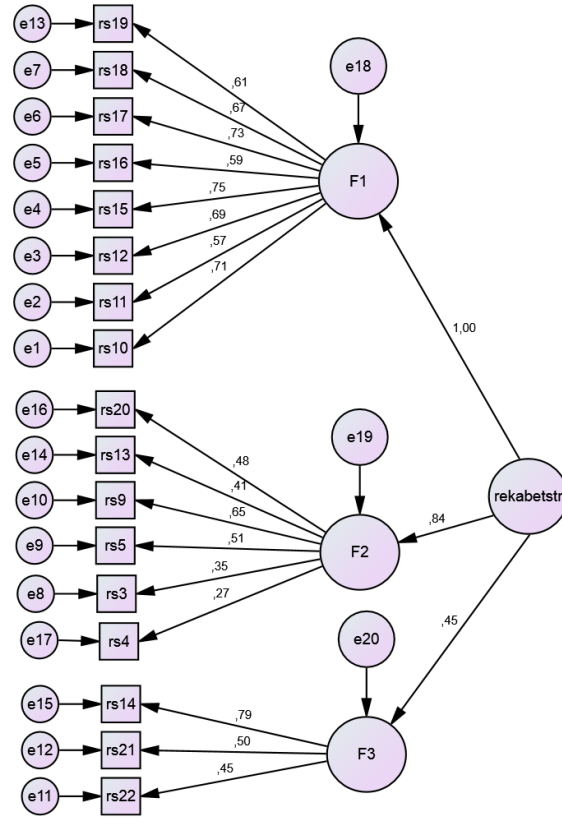 e13 rs19
e7 rs18
e6 rs17
e5 rs16
e4 rs15
e3 rs12
e2 rs11
e1 rs10
,61
,67
,73
,59
,75
,69
,57
,71
e18
F1
1,00
e16 rs20
e14 rs13
e10 rs9
e9 rs5
e8 rs3
e17 rs4
,48
,41
,65
,51
,35
,27
e19
F2
,84
rekabetstr
,45
e15 rs14
e12 rs21
e11 rs22
,79
,50
,45
e20
F3